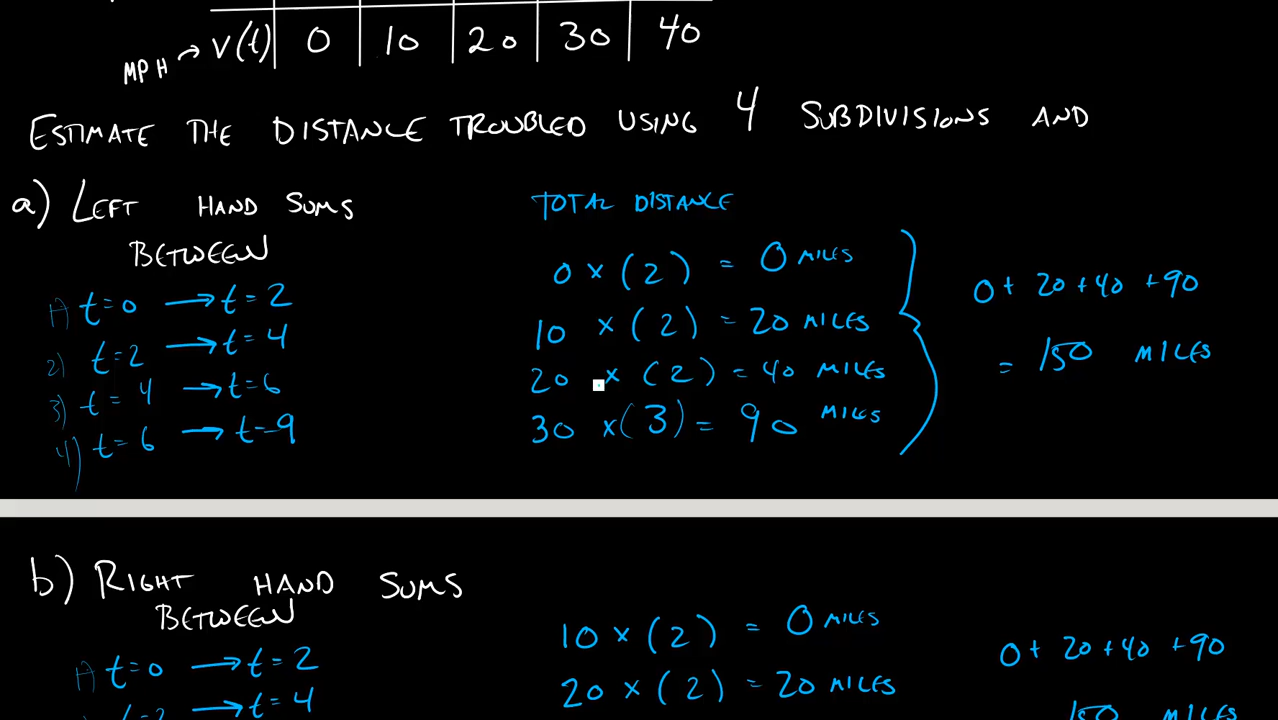 MPH → v(t) 0 10 20 30 40
ESTIMATE THE DISTANCE TROUBLED USING 4 SUBDIVISIONS AND
a) LEFT HAND SUMS
BETWEEN
1) t=0 → t=2
2) t=2 → t=4
3) t=4 → t=6
4) t=6 → t=9
TOTAL DISTANCE
0 × (2) = 0 MILES
10 × (2) = 20 MILES
20 × (2) = 40 MILES
30 × (3) = 90 MILES
0+ 20+40 +90
= 150 MILES
b) RIGHT HAND SUMS
BETWEEN
1) t=0 → t=2
t=2 → t=4
10 × (2) = 0 MILES
20 × (2) = 20 MILES
0+ 20+40 +90
150 MILES